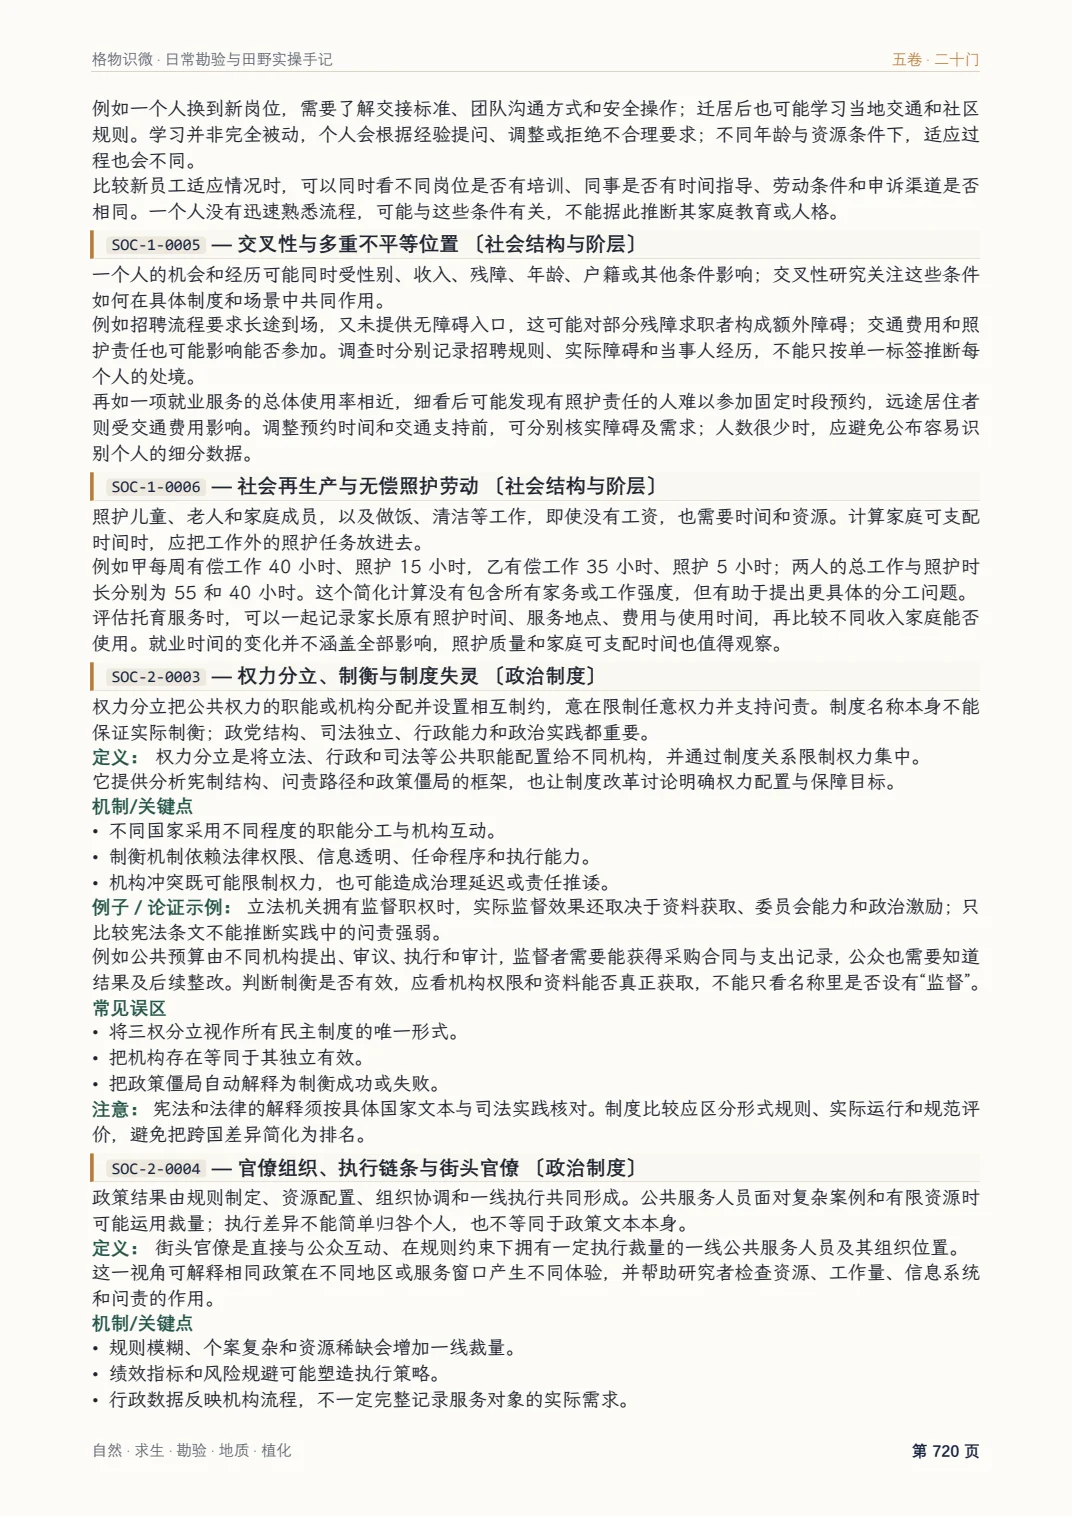 格物识微 · 日常勘验与田野实操手记
五卷 · 二十门
例如一个人换到新岗位，需要了解交接标准、团队沟通方式和安全操作；迁居后也可能学习当地交通和社区
规则。学习并非完全被动，个人会根据经验提问、调整或拒绝不合理要求；不同年龄与资源条件下，适应过
程也会不同。
比较新员工适应情况时，可以同时看不同岗位是否有培训、同事是否有时间指导、劳动条件和申诉渠道是否
相同。一个人没有迅速熟悉流程，可能与这些条件有关，不能据此推断其家庭教育或人格。
SOC-1-0005 — 交叉性与多重不平等位置 〔社会结构与阶层〕
一个人的机会和经历可能同时受性别、收入、残障、年龄、户籍或其他条件影响；交叉性研究关注这些条件
如何在具体制度和场景中共同作用。
例如招聘流程要求长途到场，又未提供无障碍入口，这可能对部分残障求职者构成额外障碍；交通费用和照
护责任也可能影响能否参加。调查时分别记录招聘规则、实际障碍和当事人经历，不能只按单一标签推断每
个人的处境。
再如一项就业服务的总体使用率相近，细看后可能发现有照护责任的人难以参加固定时段预约，远途居住者
则受交通费用影响。调整预约时间和交通支持前，可分别核实障碍及需求；人数很少时，应避免公布容易识
别个人的细分数据。
SOC-1-0006 — 社会再生产与无偿照护劳动 〔社会结构与阶层〕
照护儿童、老人和家庭成员，以及做饭、清洁等工作，即使没有工资，也需要时间和资源。计算家庭可支配
时间时，应把工作外的照护任务放进去。
例如甲每周有偿工作 40 小时、照护 15 小时，乙有偿工作 35 小时、照护 5 小时；两人的总工作与照护时
长分别为 55 和 40 小时。这个简化计算没有包含所有家务或工作强度，但有助于提出更具体的分工问题。
评估托育服务时，可以一起记录家长原有照护时间、服务地点、费用与使用时间，再比较不同收入家庭能否
使用。就业时间的变化并不涵盖全部影响，照护质量和家庭可支配时间也值得观察。
SOC-2-0003 — 权力分立、制衡与制度失灵 〔政治制度〕
权力分立把公共权力的职能或机构分配并设置相互制约，意在限制任意权力并支持问责。制度名称本身不能
保证实际制衡；政党结构、司法独立、行政能力和政治实践都重要。
定义： 权力分立是将立法、行政和司法等公共职能配置给不同机构，并通过制度关系限制权力集中。
它提供分析宪制结构、问责路径和政策僵局的框架，也让制度改革讨论明确权力配置与保障目标。
机制/关键点
• 不同国家采用不同程度的职能分工与机构互动。
• 制衡机制依赖法律权限、信息透明、任命程序和执行能力。
• 机构冲突既可能限制权力，也可能造成治理延迟或责任推诿。
例子 / 论证示例： 立法机关拥有监督职权时，实际监督效果还取决于资料获取、委员会能力和政治激励；只
比较宪法条文不能推断实践中的问责强弱。
例如公共预算由不同机构提出、审议、执行和审计，监督者需要能获得采购合同与支出记录，公众也需要知道
结果及后续整改。判断制衡是否有效，应看机构权限和资料能否真正获取，不能只看名称里是否设有“监督”。
常见误区
• 将三权分立视作所有民主制度的唯一形式。
• 把机构存在等同于其独立有效。
• 把政策僵局自动解释为制衡成功或失败。
注意： 宪法和法律的解释须按具体国家文本与司法实践核对。制度比较应区分形式规则、实际运行和规范评
价，避免把跨国差异简化为排名。
SOC-2-0004 — 官僚组织、执行链条与街头官僚 〔政治制度〕
政策结果由规则制定、资源配置、组织协调和一线执行共同形成。公共服务人员面对复杂案例和有限资源时
可能运用裁量；执行差异不能简单归咎个人，也不等同于政策文本本身。
定义： 街头官僚是直接与公众互动、在规则约束下拥有一定执行裁量的一线公共服务人员及其组织位置。
这一视角可解释相同政策在不同地区或服务窗口产生不同体验，并帮助研究者检查资源、工作量、信息系统
和问责的作用。
机制/关键点
• 规则模糊、个案复杂和资源稀缺会增加一线裁量。
• 绩效指标和风险规避可能塑造执行策略。
• 行政数据反映机构流程，不一定完整记录服务对象的实际需求。
自然 · 求生 · 勘验 · 地质 · 植化
第 720 页